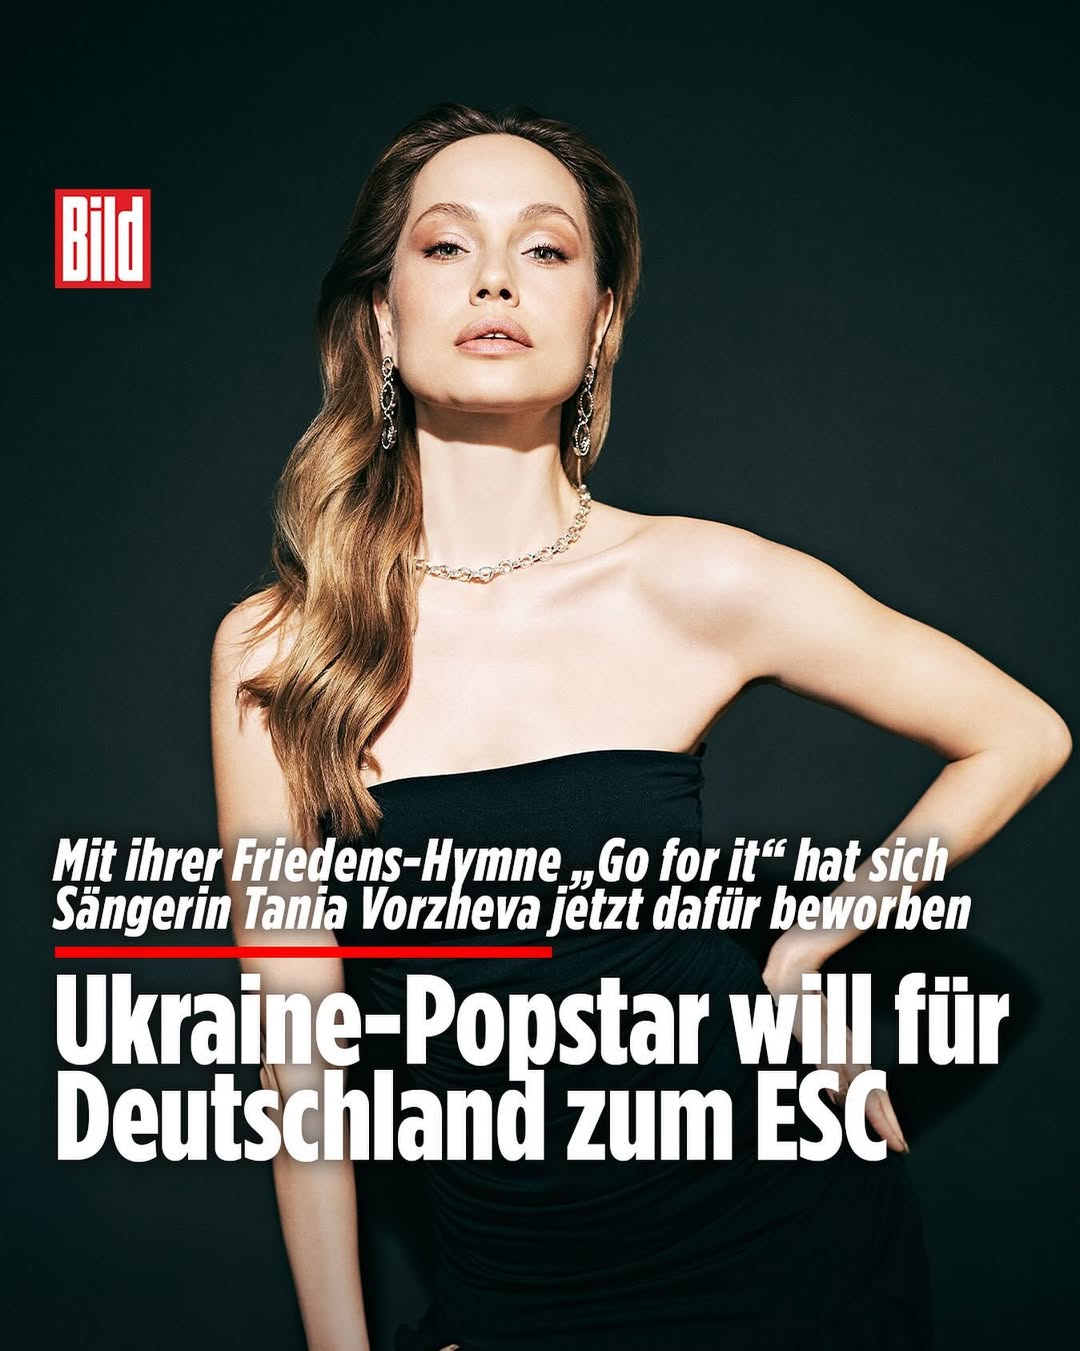 Bild
Mit ihrer Friedens-Hymne „Go for it“ hat sich
Sängerin Tania Vorzheva jetzt dafür beworben
Ukraine-Popstar will für
Deutschland zum ESC